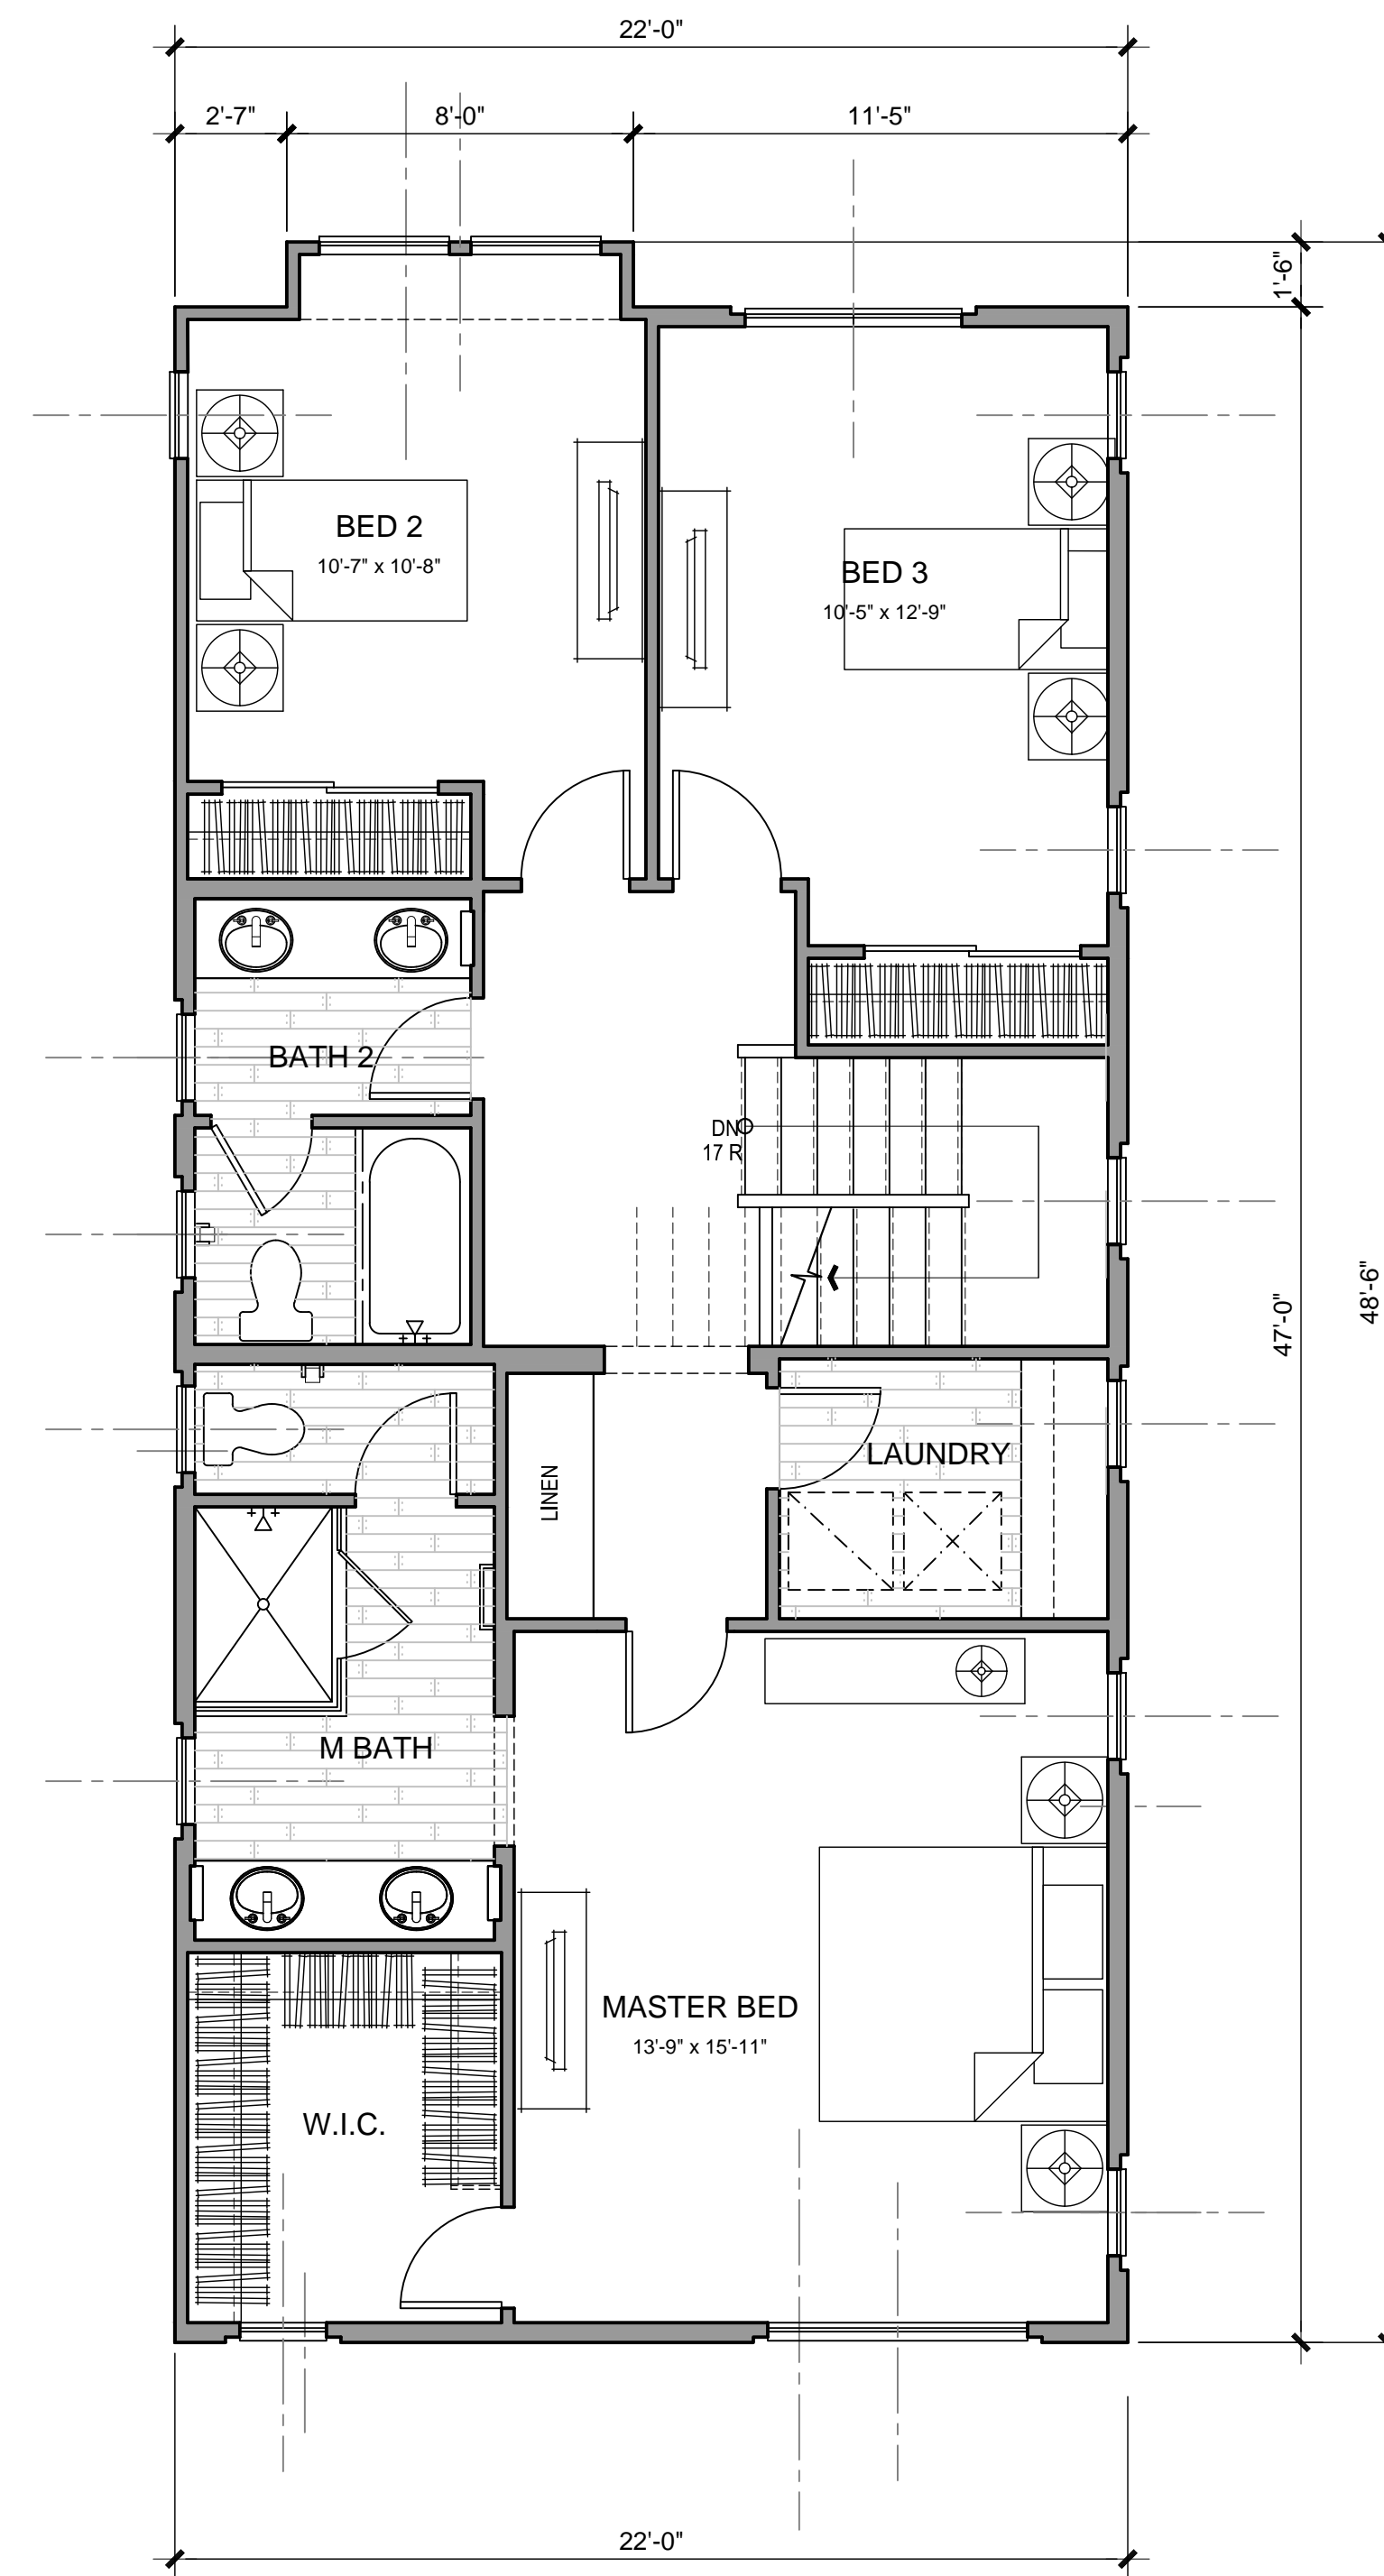 22'-0"
2'-7"
8'-0"
11'-5"
1'-6"
BED 2
10'-7" x 10'-8"
BED 3
10'-5" x 12'-9"
BATH 2
DN
17 R
47'-0"
48'-6"
LAUNDRY
LINEN
M BATH
MASTER BED
13'-9" x 15'-11"
W.I.C.
22'-0"